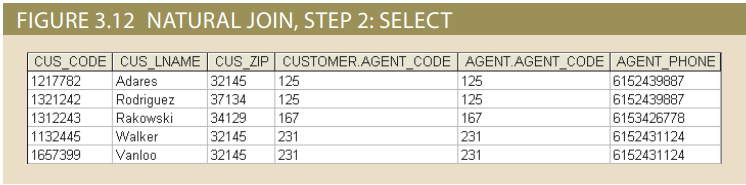 FIGURE 3.12 NATURAL JOIN, STEP 2: SELECT
CUS_CODE CUS_LNAME CUS_ZIP CUSTOMER.AGENT_CODE AGENT.AGENT_CODE AGENT_PHONE
1217782 Adares 32145 125 125 6152439887
1321242 Rodriguez 37134 125 125 6152439887
1312243 Rakowski 34129 167 167 6153426778
1132445 Walker 32145 231 231 6152431124
1657399 Vanloo 32145 231 231 6152431124